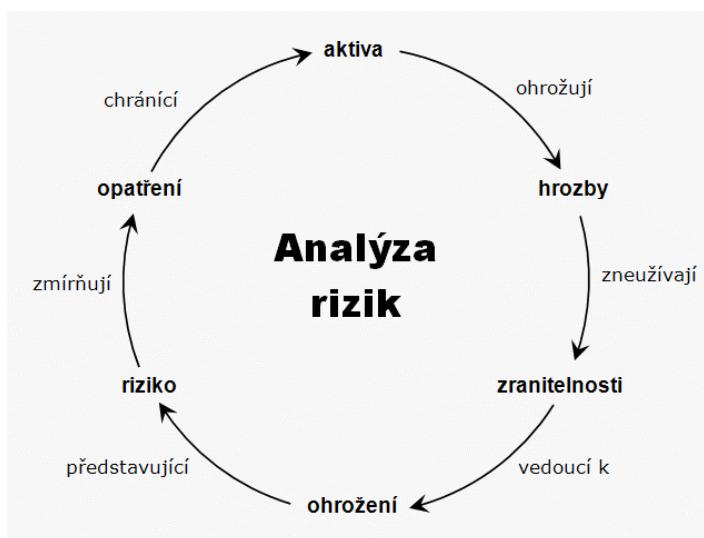 aktiva
ohrožují
hrozby
zneužívají
zranitelnosti
vedoucí k
ohrožení
představující
riziko
zmírňují
opatření
chránící
Analýza
rizik